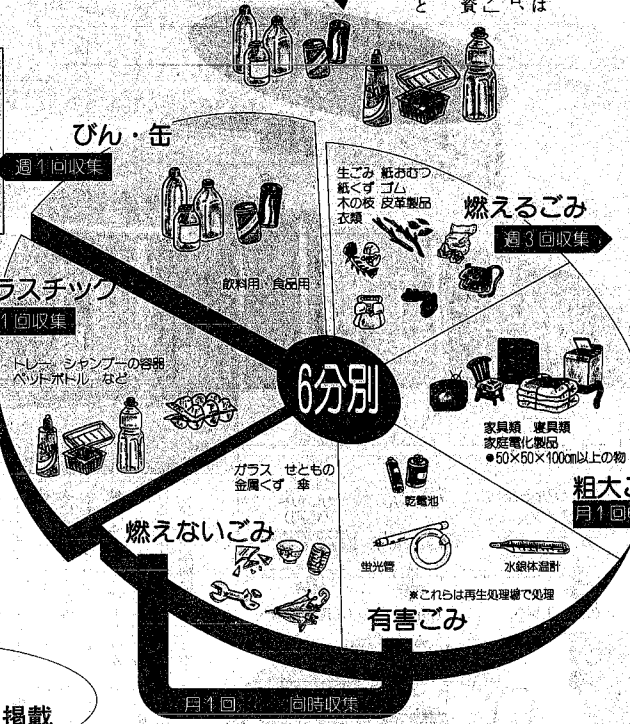 と
は
びん・缶
週1回収集
飲料用 食品用
生ごみ 紙おむつ
紙くず ゴム
木の枝 皮革製品
衣類
燃えるごみ
週3回収集
ラスチック
1回収集
トレー シャンプーの容器
ペットボトル など
6分別
家具類 寝具類
家庭電化製品
●50×50×100cm以上の物
粗大ご
月1回
ガラス せともの
金属くず 傘
燃えないごみ
乾電池
蛍光管
水銀体温計
※これらは再生処理場で処理
有害ごみ
月1回 同時収集
掲載